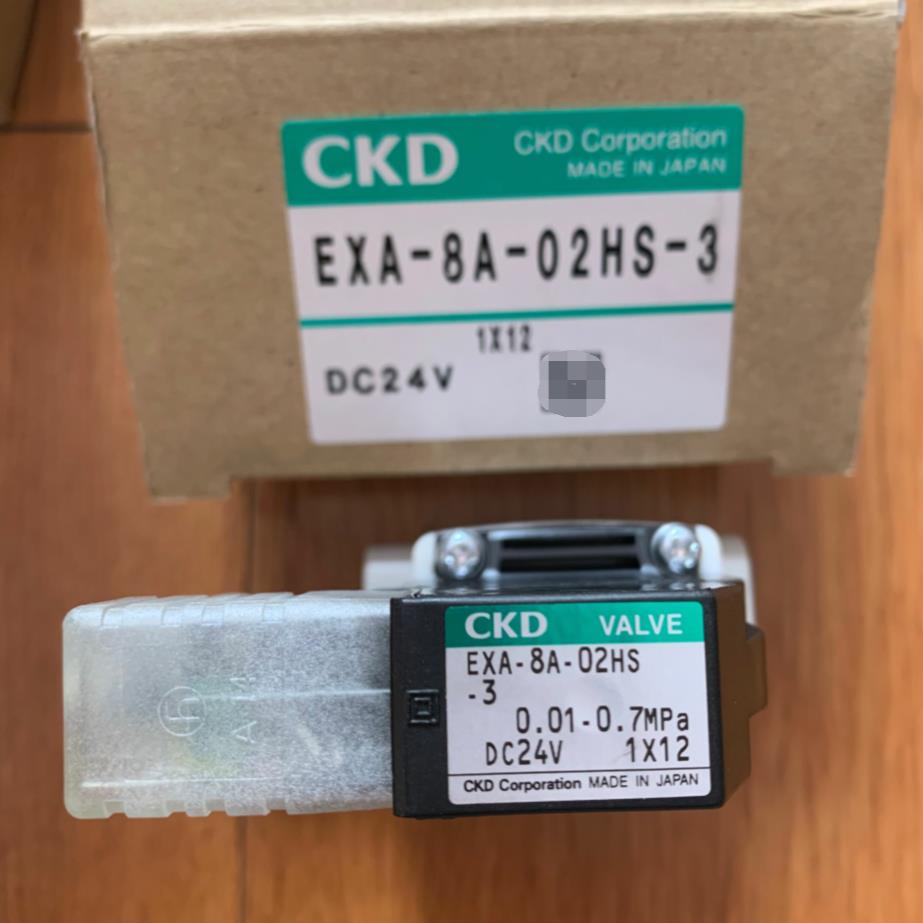 CKD
CKD Corporation
MADE IN JAPAN
EXA-8A-02HS-3
1X12
DC24V
CKD VALVE
EXA-8A-02HS
-3
0.01-0.7MPa
DC24V 1X12
CKD Corporation MADE IN JAPAN